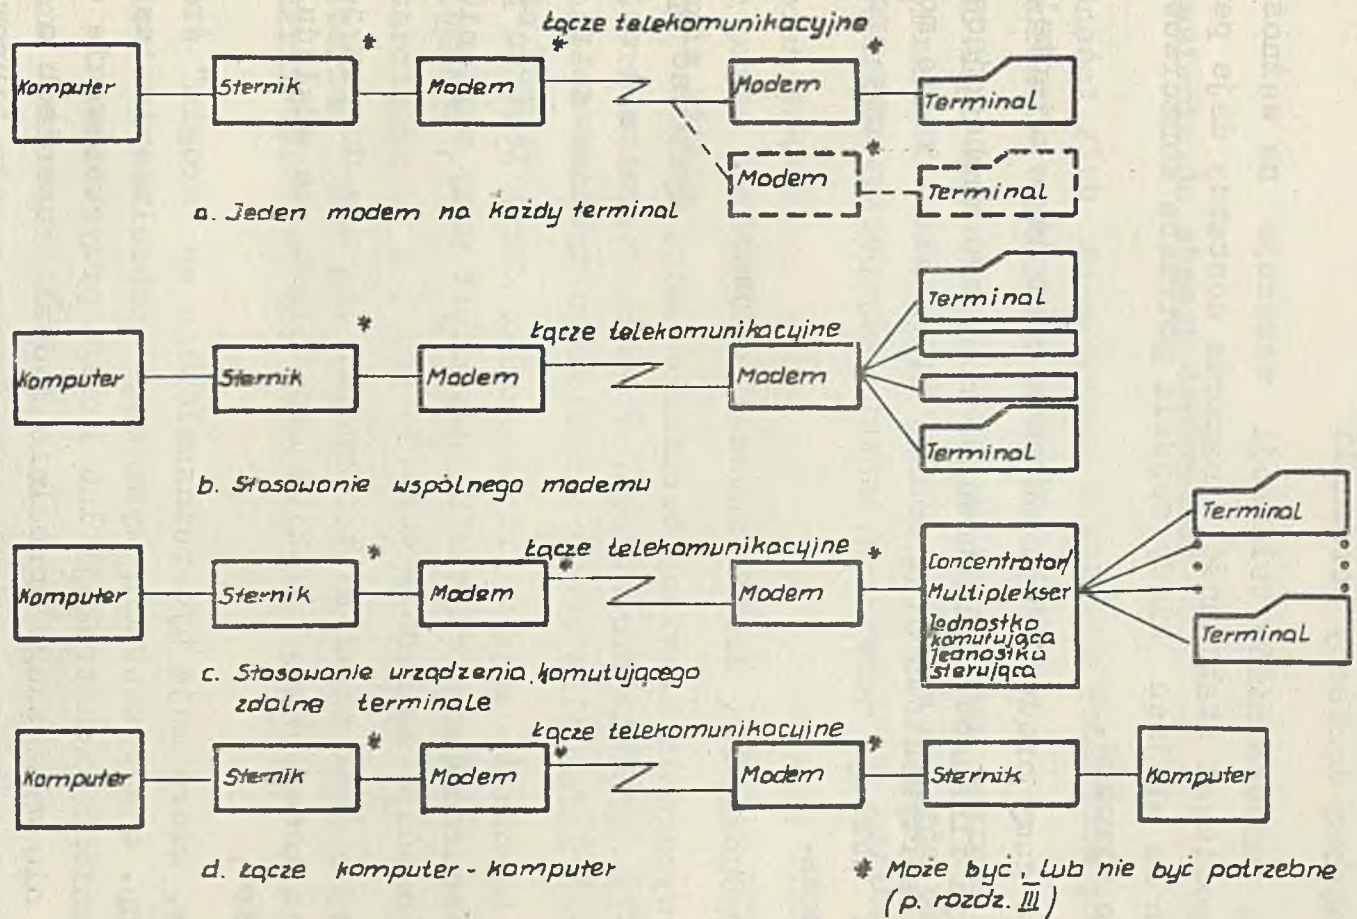 Łącze telekomunikacyjne
* * *
Komputer Sternik Modem Modem Terminal
*
Modem Terminal
a. Jeden modem na każdy terminal
Terminal
* Łącze telekomunikacyjne
Komputer Sternik Modem Modem
Terminal
b. Stosowanie wspólnego modemu
Terminal
* Łącze telekomunikacyjne *
*
Komputer Sternik Modem Modem
Concentrator/
Multiplekser
Jednostka
komutująca
Jednostka
sterująca
Terminal
c. Stosowanie urządzenia komutującego
zdalne terminale
Łącze telekomunikacyjne
* * *
Komputer Sternik Modem Modem Sternik Komputer
d. Łącze komputer - komputer
* Może być, lub nie być potrzebne
(p. rozdz. III)